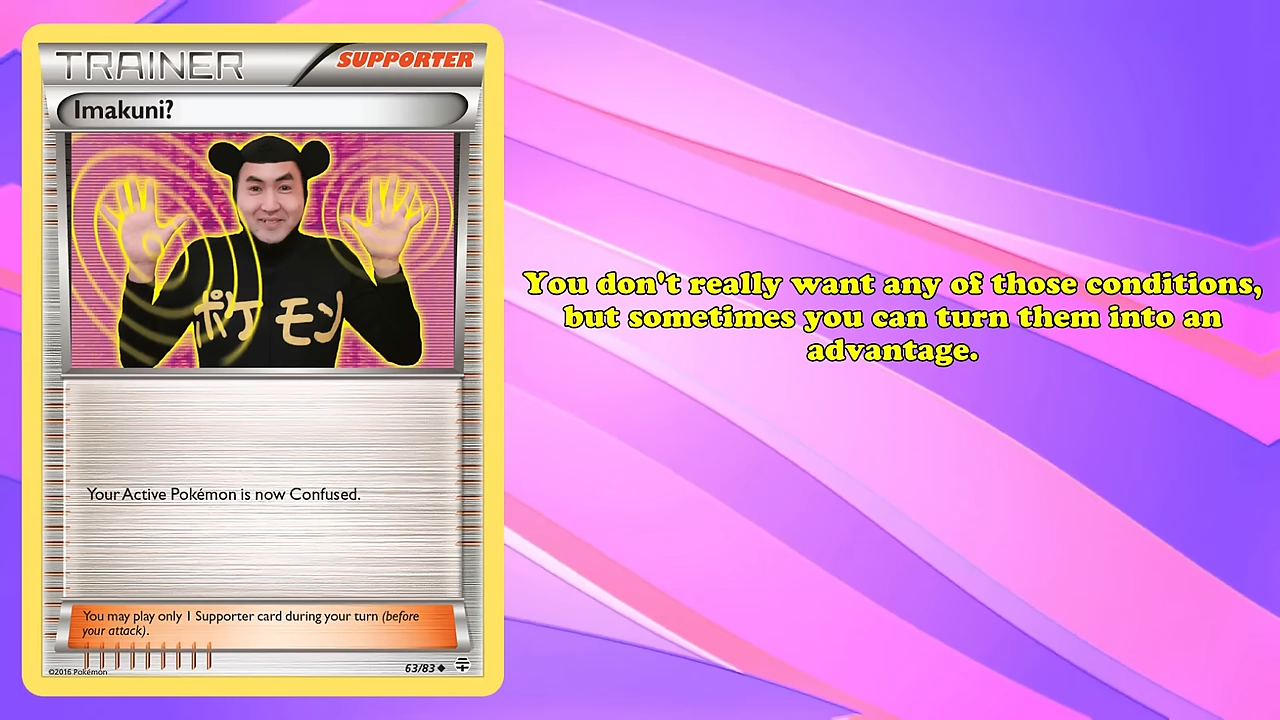 TRAINER
SUPPORTER
Imakuni?
ポケモン
Your Active Pokémon is now Confused.
You may play only 1 Supporter card during your turn (before
your attack).
©2016 Pokémon
63/83
You don't really want any of those conditions,
but sometimes you can turn them into an
advantage.